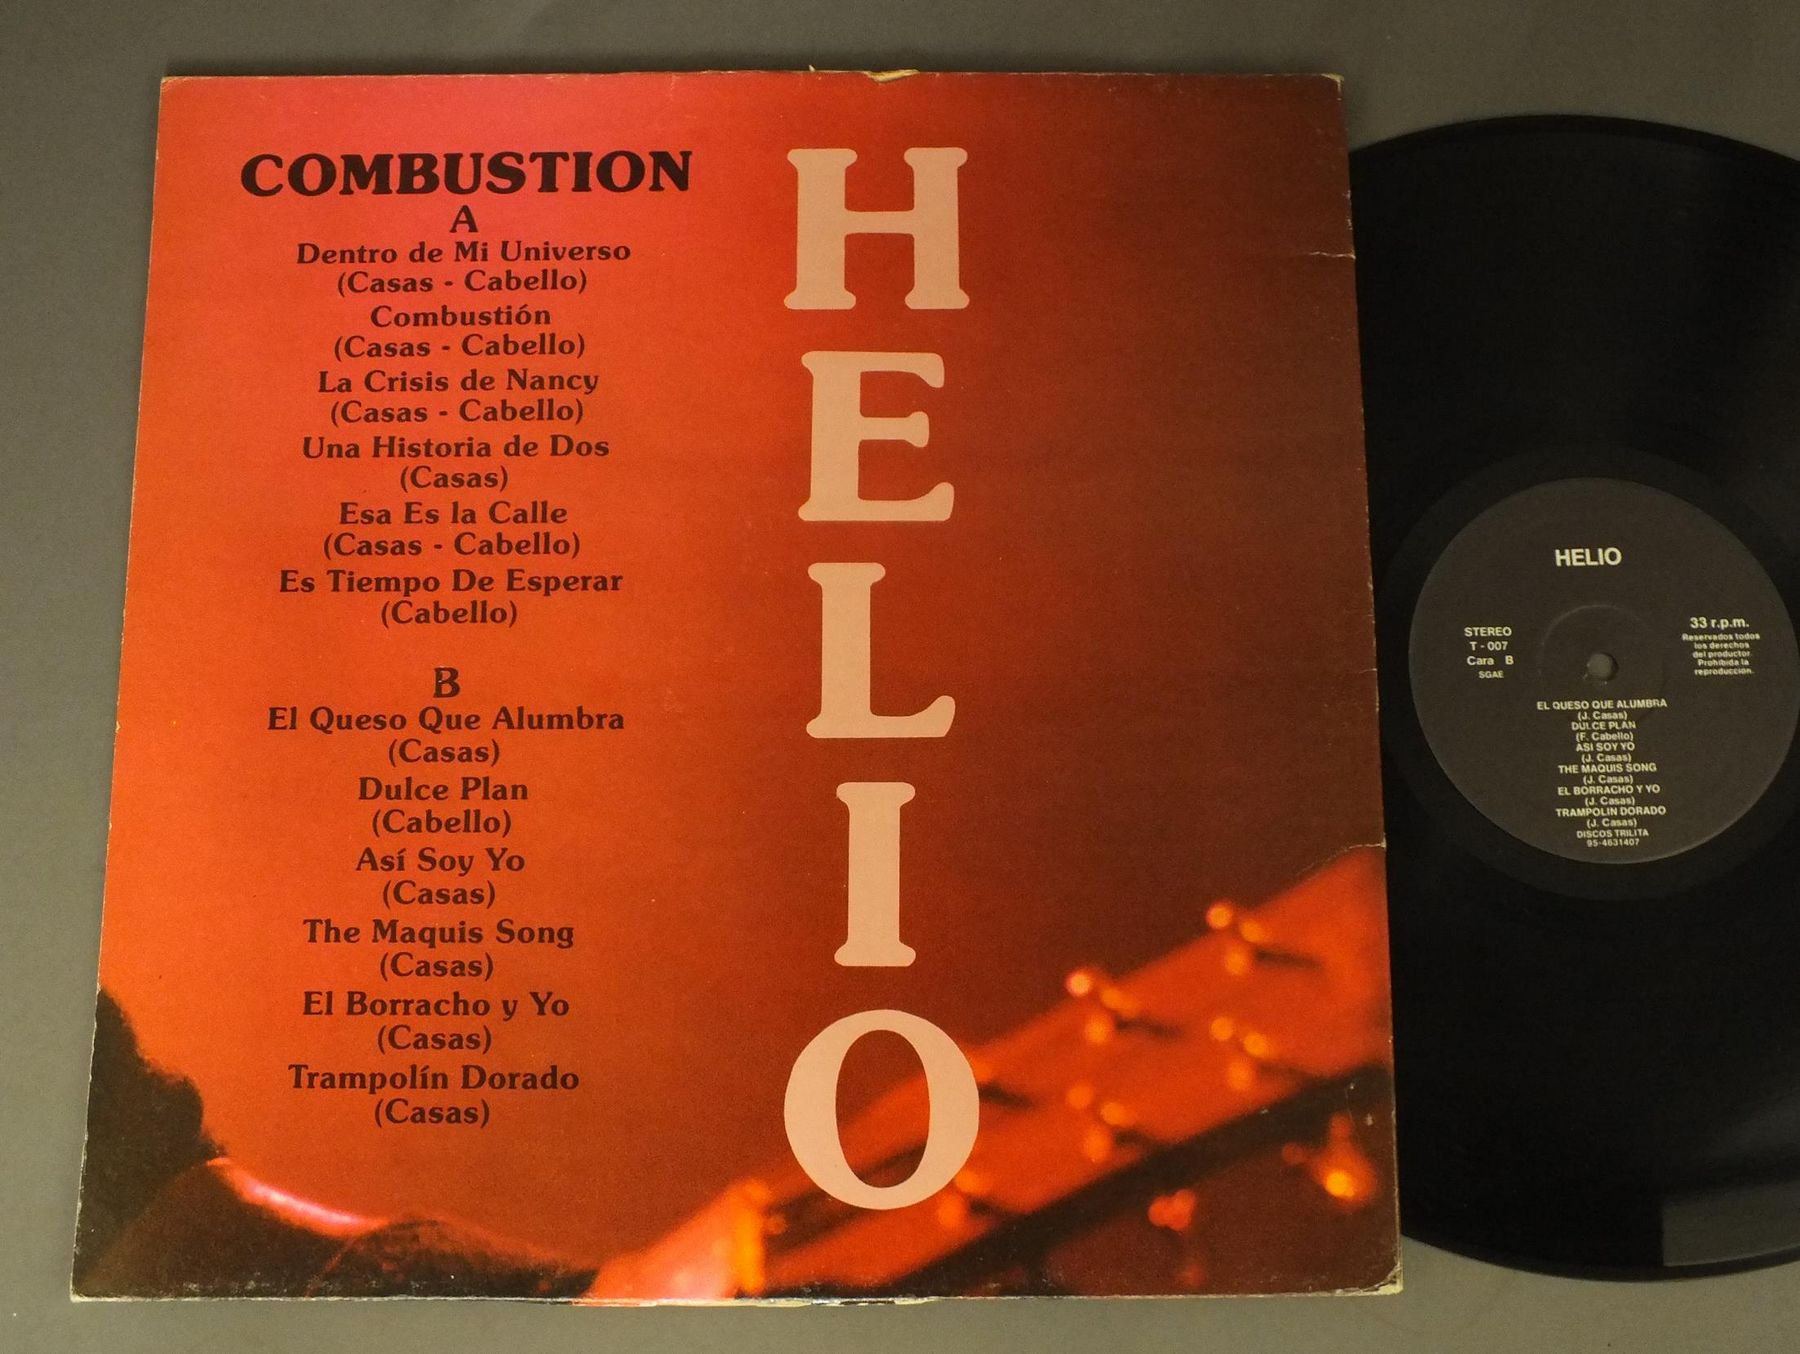 COMBUSTION
A
Dentro de Mi Universo
(Casas - Cabello)
Combustión
(Casas - Cabello)
La Crisis de Nancy
(Casas - Cabello)
Una Historia de Dos
(Casas)
Esa Es la Calle
(Casas - Cabello)
Es Tiempo De Esperar
(Cabello)
B
El Queso Que Alumbra
(Casas)
Dulce Plan
(Cabello)
Así Soy Yo
(Casas)
The Maquis Song
(Casas)
El Borracho y Yo
(Casas)
Trampolín Dorado
(Casas)
HELIO
HELIO
STEREO
T - 007
Cara B
SGAE
33 r.p.m.
Reservados todos
los derechos
del productor
Prohibida la
reproducción.
EL QUESO QUE ALUMBRA
(J. Casas)
DULCE PLAN
(F. Cabello)
ASI SOY YO
(J. Casas)
THE MAQUIS SONG
(J. Casas)
EL BORRACHO Y YO
(J. Casas)
TRAMPOLIN DORADO
(J. Casas)
DISCOS TRILITA
95-4631407